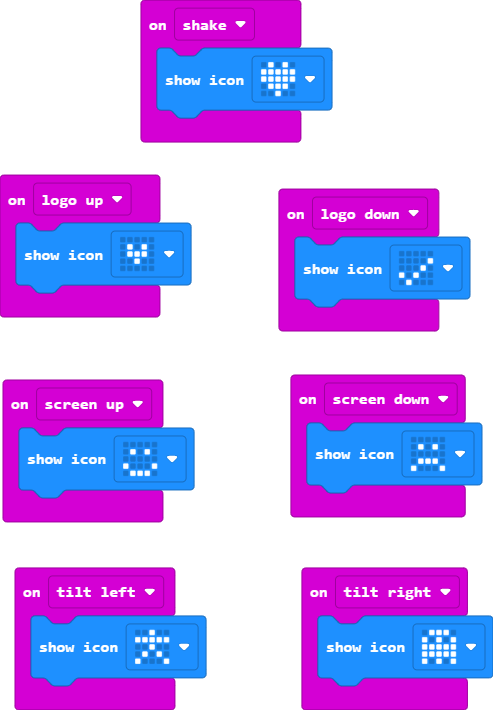 on shake
show icon
on logo up
show icon
on logo down
show icon
on screen up
show icon
on screen down
show icon
on tilt left
show icon
on tilt right
show icon